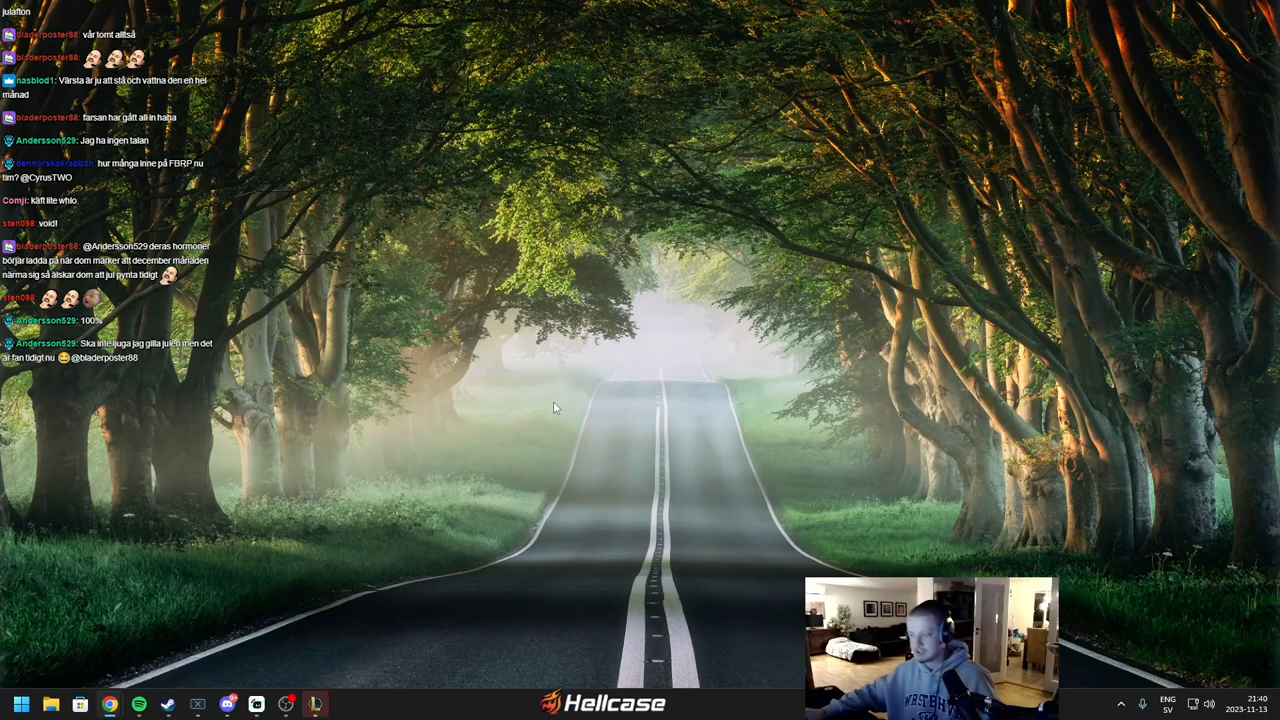 julafton
bladerposter88: vår tomt alltså
bladerposter88:
nasblod1: Värsta är ju att stå och vattna den en hel
månad
bladerposter88: farsan har gått all in haha
Andersson529: Jag ha ingen talan
dennorskakrabban: hur många inne på FBRP nu
tim? @CyrusTWO
Comji: käft lite whlo
sten098: void!
bladerposter88: @Andersson529 deras hormoner
börjar ladda på när dom märker att december månaden
närma sig så älskar dom att jul pynta tidigt
sten098:
Andersson529: 100%
Andersson529: Ska inte ljuga jag gilla julen men det
är fan tidigt nu 😂 @bladerposter88
Hellcase
ENG
SV
21:40
2023-11-13